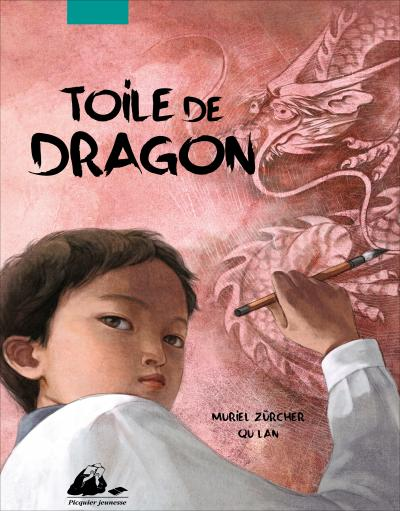 TOILE DE
DRAGON
MURIEL ZÜRCHER
QU LAN
Picquier jeunesse